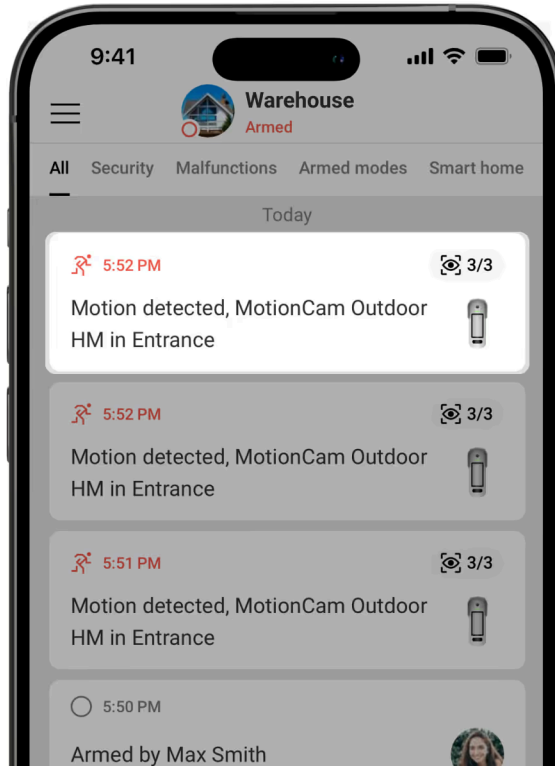 9:41
Warehouse
Armed
All Security Malfunctions Armed modes Smart home
Today
5:52 PM 3/3
Motion detected, MotionCam Outdoor
HM in Entrance
5:52 PM 3/3
Motion detected, MotionCam Outdoor
HM in Entrance
5:51 PM 3/3
Motion detected, MotionCam Outdoor
HM in Entrance
5:50 PM
Armed by Max Smith